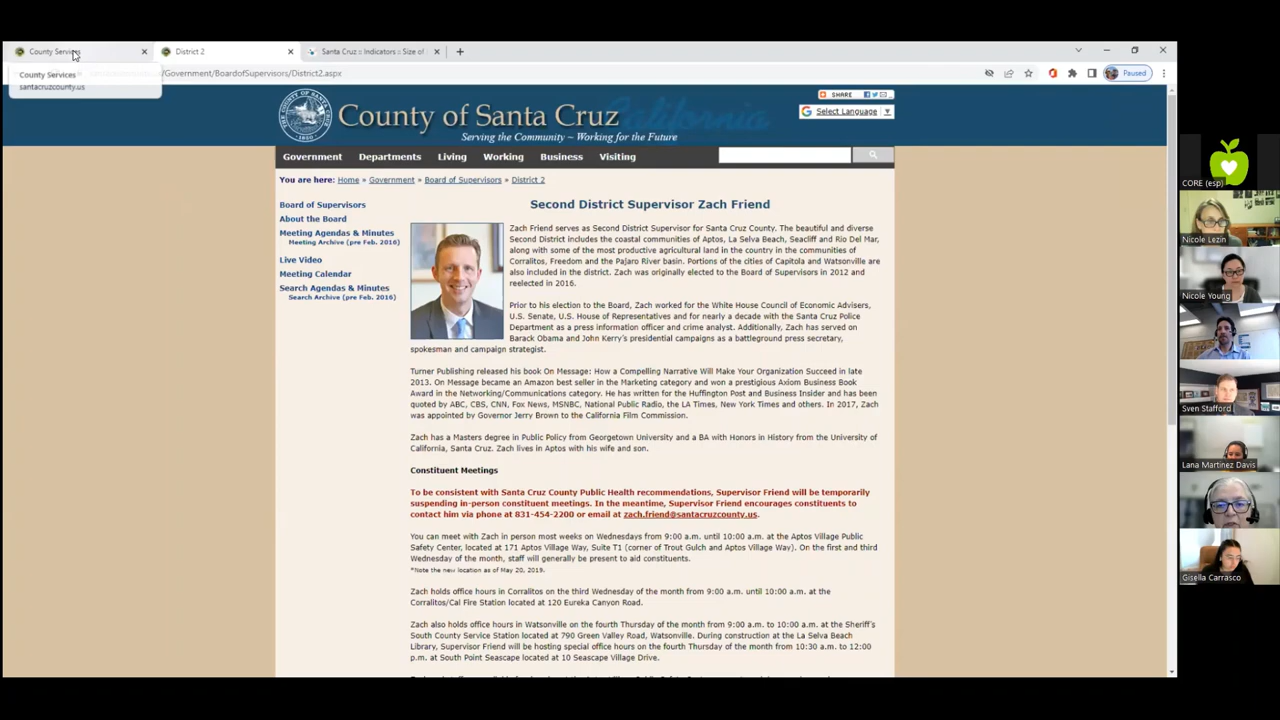 County Services
District 2
Santa Cruz :: Indicators :: Size of
County Services
santacruzcounty.us
/Government/BoardofSupervisors/District2.aspx
Paused
SHARE
County of Santa Cruz
Serving the Community ~ Working for the Future
Select Language
Government Departments Living Working Business Visiting
You are here: Home » Government » Board of Supervisors » District 2
Board of Supervisors
About the Board
Meeting Agendas & Minutes
Meeting Archive (pre Feb. 2016)
Live Video
Meeting Calendar
Search Agendas & Minutes
Search Archive (pre Feb. 2016)
Second District Supervisor Zach Friend
Zach Friend serves as Second District Supervisor for Santa Cruz County. The beautiful and diverse
Second District includes the coastal communities of Aptos, La Selva Beach, Seacliff and Rio Del Mar,
along with some of the most productive agricultural land in the country in the communities of
Corralitos, Freedom and the Pajaro River basin. Portions of the cities of Capitola and Watsonville are
also included in the district. Zach was originally elected to the Board of Supervisors in 2012 and
reelected in 2016.
Prior to his election to the Board, Zach worked for the White House Council of Economic Advisers,
U.S. Senate, U.S. House of Representatives and for nearly a decade with the Santa Cruz Police
Department as a press information officer and crime analyst. Additionally, Zach has served on
Barack Obama and John Kerry's presidential campaigns as a battleground press secretary,
spokesman and campaign strategist.
Turner Publishing released his book On Message: How a Compelling Narrative Will Make Your Organization Succeed in late
2013. On Message became an Amazon best seller in the Marketing category and won a prestigious Axiom Business Book
Award in the Networking/Communications category. He has written for the Huffington Post and Business Insider and has been
quoted by ABC, CBS, CNN, Fox News, MSNBC, National Public Radio, the LA Times, New York Times and others. In 2017, Zach
was appointed by Governor Jerry Brown to the California Film Commission.
Zach has a Masters degree in Public Policy from Georgetown University and a BA with Honors in History from the University of
California, Santa Cruz. Zach lives in Aptos with his wife and son.
Constituent Meetings
To be consistent with Santa Cruz County Public Health recommendations, Supervisor Friend will be temporarily
suspending in-person constituent meetings. In the meantime, Supervisor Friend encourages constituents to
contact him via phone at 831-454-2200 or email at zach.friend@santacruzcounty.us.
You can meet with Zach in person most weeks on Wednesdays from 9:00 a.m. until 10:00 a.m. at the Aptos Village Public
Safety Center, located at 171 Aptos Village Way, Suite T1 (corner of Trout Gulch and Aptos Village Way). On the first and third
Wednesday of the month, staff will generally be present to aid constituents.
*Note the new location as of May 20, 2019.
Zach holds office hours in Corralitos on the third Wednesday of the month from 9:00 a.m. until 10:00 a.m. at the
Corralitos/Cal Fire Station located at 120 Eureka Canyon Road.
Zach also holds office hours in Watsonville on the fourth Thursday of the month from 9:00 a.m. to 10:00 a.m. at the Sheriff's
South County Service Station located at 790 Green Valley Road, Watsonville. During construction at the La Selva Beach
Library, Supervisor Friend will be hosting special office hours on the fourth Thursday of the month from 10:30 a.m. to 12:00
p.m. at South Point Seascape located at 10 Seascape Village Drive.
CORE (esp)
Nicole Lezin
Nicole Young
Sven Stafford
Lana Martinez Davis
Gisella Carrasco